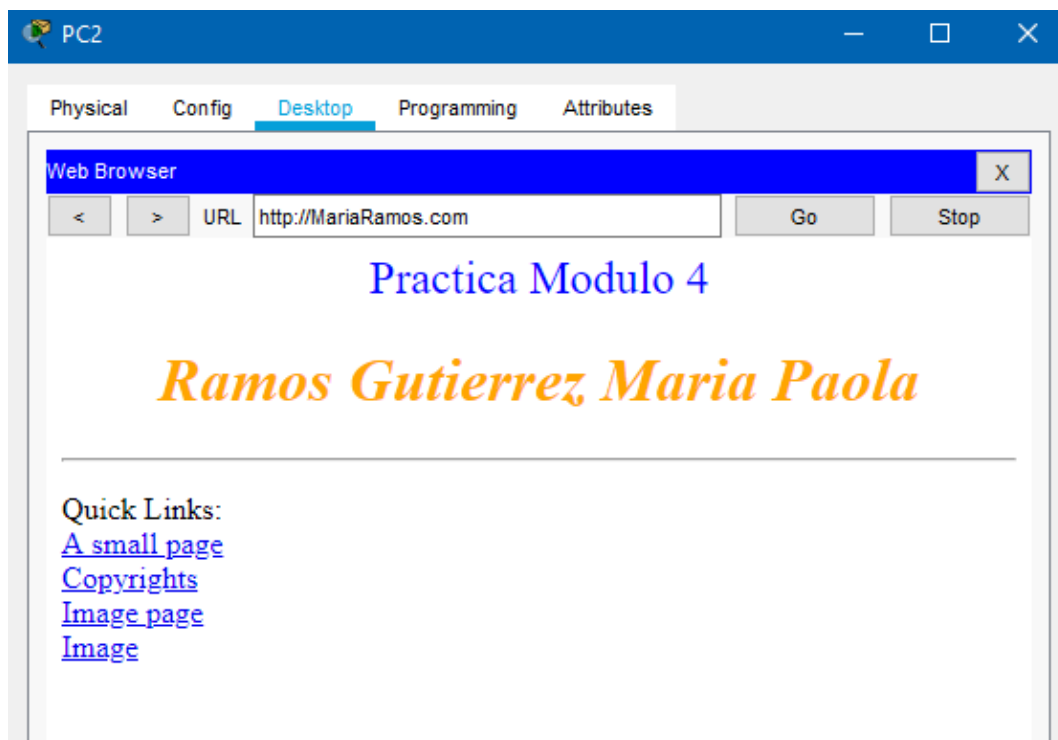 PC2
Physical Config Desktop Programming Attributes
Web Browser X
< > URL http://MariaRamos.com Go Stop
Practica Modulo 4
Ramos Gutierrez Maria Paola
Quick Links:
A small page
Copyrights
Image page
Image